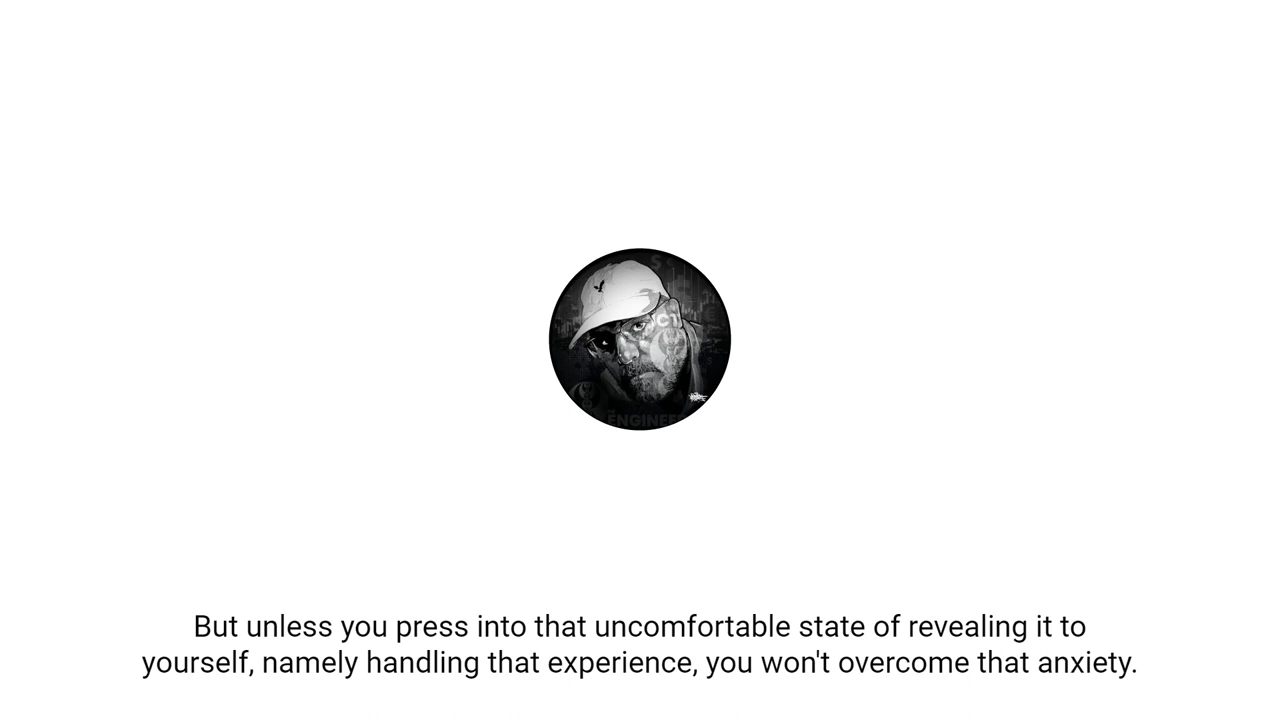 ENGINEE
But unless you press into that uncomfortable state of revealing it to
yourself, namely handling that experience, you won't overcome that anxiety.